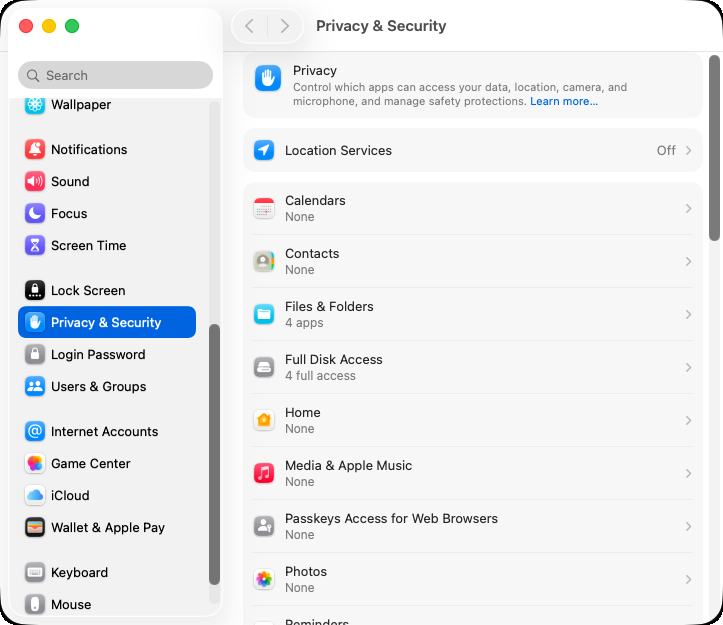 Privacy & Security
Search
Wallpaper
Notifications
Sound
Focus
Screen Time
Lock Screen
Privacy & Security
Login Password
Users & Groups
Internet Accounts
Game Center
iCloud
Wallet & Apple Pay
Keyboard
Mouse
Privacy
Control which apps can access your data, location, camera, and
microphone, and manage safety protections. Learn more...
Location Services
Off
Calendars
None
Contacts
None
Files & Folders
4 apps
Full Disk Access
4 full access
Home
None
Media & Apple Music
None
Passkeys Access for Web Browsers
None
Photos
None
Reminders